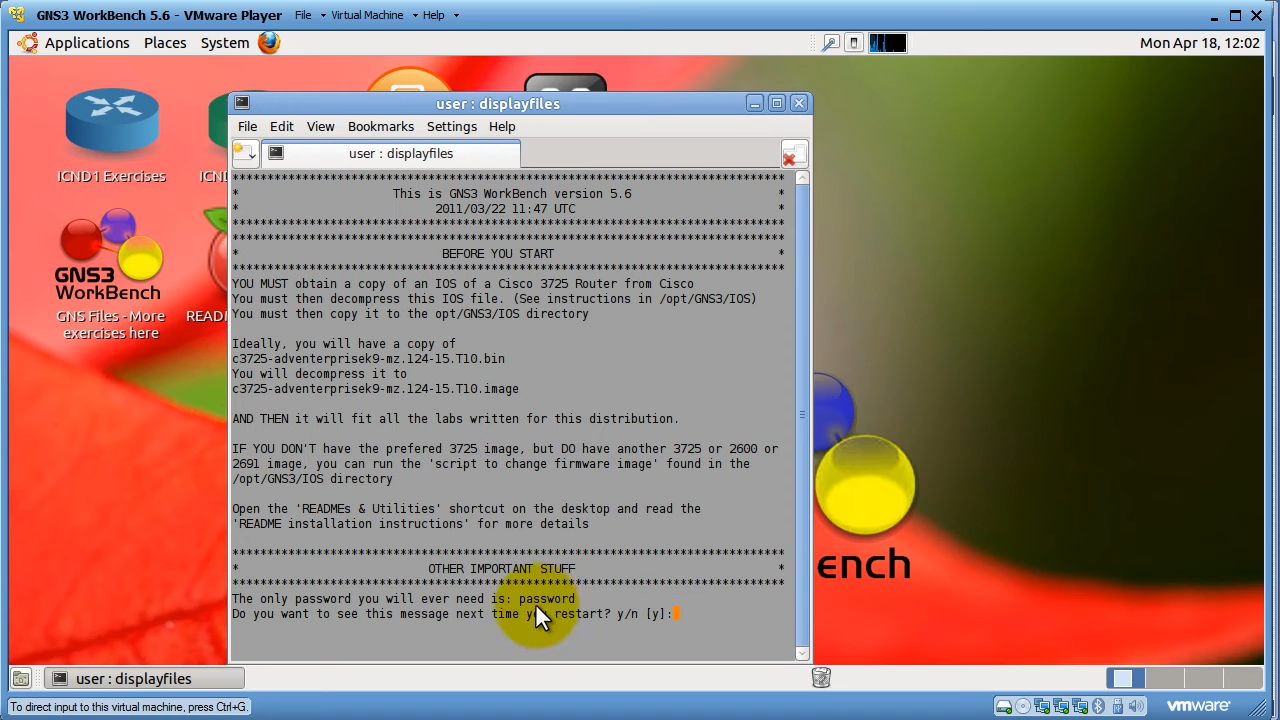 GNS3 WorkBench 5.6 - VMware Player File Virtual Machine Help
Applications Places System Mon Apr 18, 12:02
user : displayfiles
File Edit View Bookmarks Settings Help
user : displayfiles
*******************************************************************************
* This is GNS3 WorkBench version 5.6 *
* 2011/03/22 11:47 UTC *
*******************************************************************************
*******************************************************************************
* BEFORE YOU START *
*******************************************************************************
YOU MUST obtain a copy of an IOS of a Cisco 3725 Router from Cisco
You must then decompress this IOS file. (See instructions in /opt/GNS3/IOS)
You must then copy it to the opt/GNS3/IOS directory
Ideally, you will have a copy of
c3725-adventerprisek9-mz.124-15.T10.bin
You will decompress it to
c3725-adventerprisek9-mz.124-15.T10.image
AND THEN it will fit all the labs written for this distribution.
IF YOU DON'T have the prefered 3725 image, but DO have another 3725 or 2600 or
2691 image, you can run the 'script to change firmware image' found in the
/opt/GNS3/IOS directory
Open the 'READMEs & Utilities' shortcut on the desktop and read the
'README installation instructions' for more details
*******************************************************************************
* OTHER IMPORTANT STUFF *
*******************************************************************************
The only password you will ever need is: password
Do you want to see this message next time restart? y/n [y]:
ICND1 Exercises
ICN
GNS3
WorkBench
GNS Files - More
exercises here
READ
ench
user : displayfiles
To direct input to this virtual machine, press Ctrl+G.
vmware